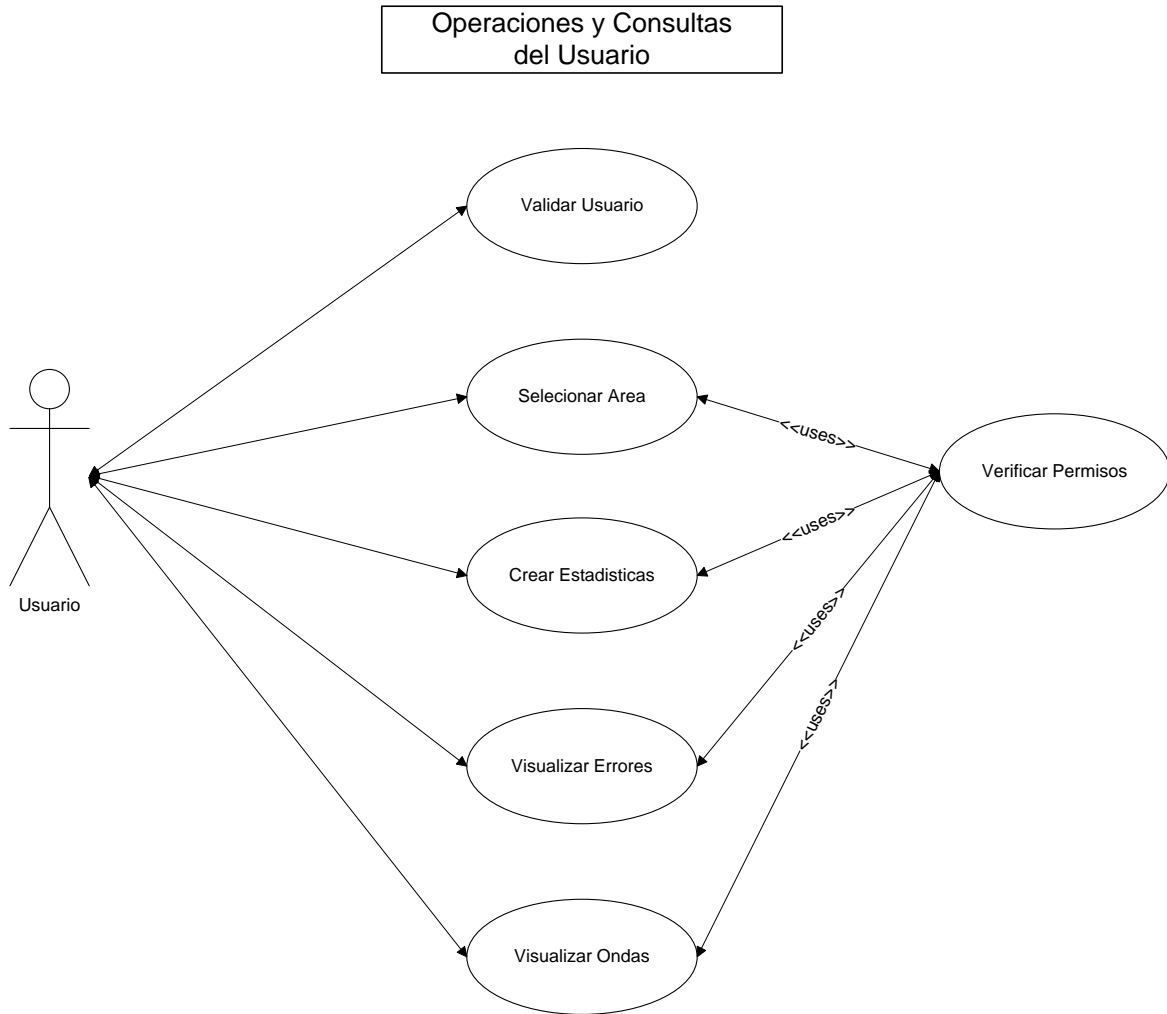 Operaciones y Consultas
del Usuario
Validar Usuario
Selecionar Area
<<uses>>
Verificar Permisos
<<uses>>
Crear Estadisticas
Usuario
<<uses>>
<<uses>>
Visualizar Errores
Visualizar Ondas